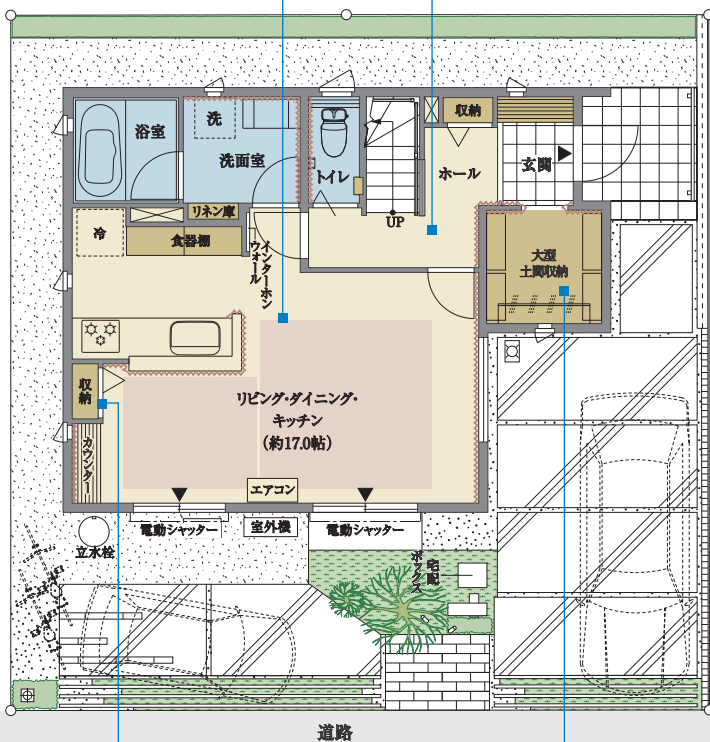 浴室
洗
洗面室
トイレ
収納
ホール
玄関
UP
リネン庫
冷
食器棚
インターホン
ウォール
大型
土間収納
収納
カウンター
リビング・ダイニング・
キッチン
(約17.0帖)
エアコン
電動シャッター
室外機
電動シャッター
立水栓
宅配
ボックス
道路